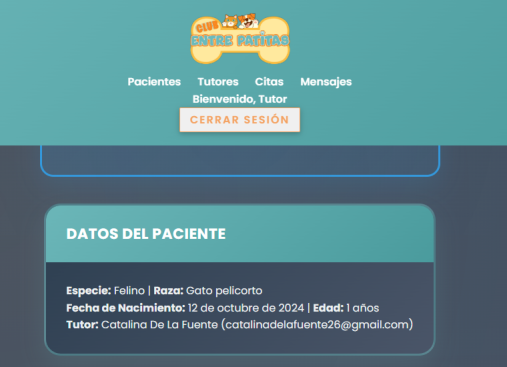 CLUB
ENTRE PATITAS
Pacientes Tutores Citas Mensajes
Bienvenido, Tutor
CERRAR SESIÓN
DATOS DEL PACIENTE
Especie: Felino | Raza: Gato pelicorto
Fecha de Nacimiento: 12 de octubre de 2024 | Edad: 1 años
Tutor: Catalina De La Fuente (catalinadelafuente26@gmail.com)